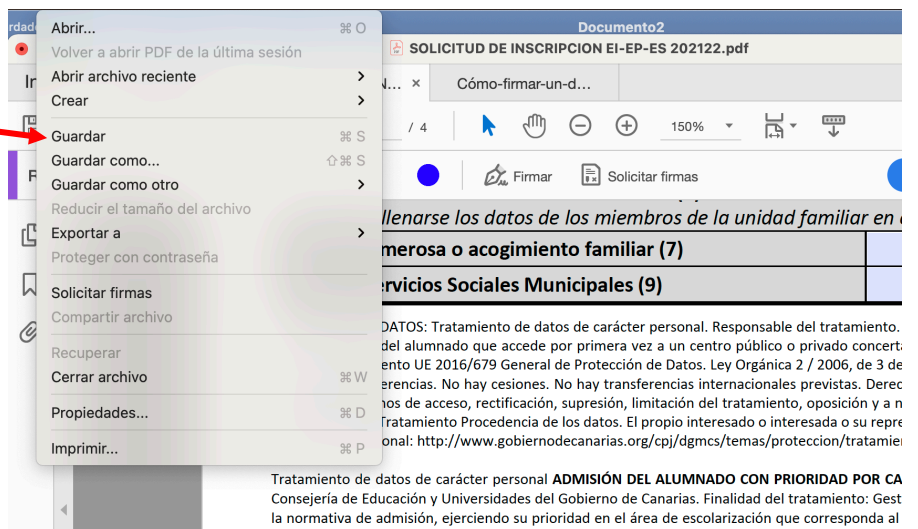 Documento2
SOLICITUD DE INSCRIPCION EI-EP-ES 202122.pdf
Cómo-firmar-un-d...
/ 4
150%
Firmar
Solicitar firmas
Abrir... ⌘ O
Volver a abrir PDF de la última sesión
Abrir archivo reciente
Crear
Guardar ⌘ S
Guardar como... ⇧⌘ S
Guardar como otro
Reducir el tamaño del archivo
Exportar a
Proteger con contraseña
Solicitar firmas
Compartir archivo
Recuperar
Cerrar archivo ⌘ W
Propiedades... ⌘ D
Imprimir... ⌘ P
llenarse los datos de los miembros de la unidad familiar en
merosa o acogimiento familiar (7)
rvicios Sociales Municipales (9)
DATOS: Tratamiento de datos de carácter personal. Responsable del tratamiento.
del alumnado que accede por primera vez a un centro público o privado concert
ento UE 2016/679 General de Protección de Datos. Ley Orgánica 2 / 2006, de 3 de
erencias. No hay cesiones. No hay transferencias internacionales previstas. Derec
os de acceso, rectificación, supresión, limitación del tratamiento, oposición y a n
Tratamiento Procedencia de los datos. El propio interesado o interesada o su repre
onal: http://www.gobiernodecanarias.org/cpj/dgmcs/temas/proteccion/tratamie
Tratamiento de datos de carácter personal ADMISIÓN DEL ALUMNADO CON PRIORIDAD POR CA
Consejería de Educación y Universidades del Gobierno de Canarias. Finalidad del tratamiento: Gest
la normativa de admisión, ejerciendo su prioridad en el área de escolarización que corresponda al